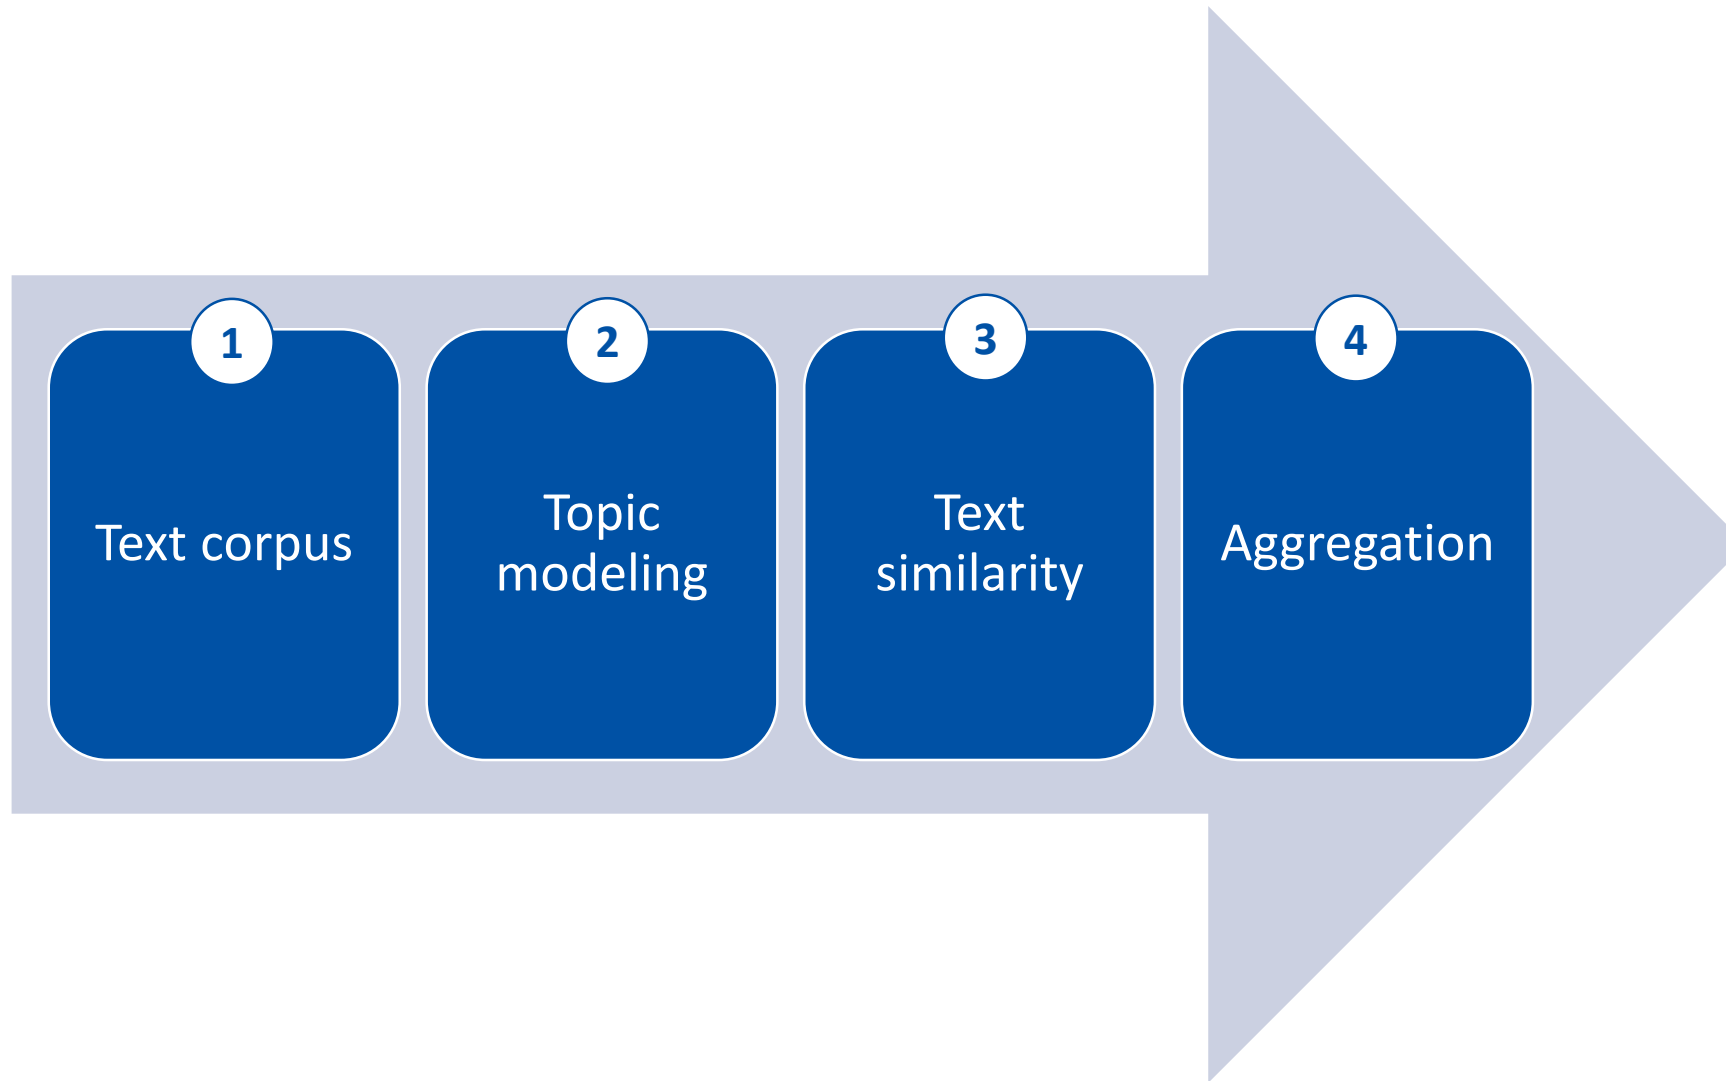 1
Text corpus
2
Topic
modeling
3
Text
similarity
4
Aggregation